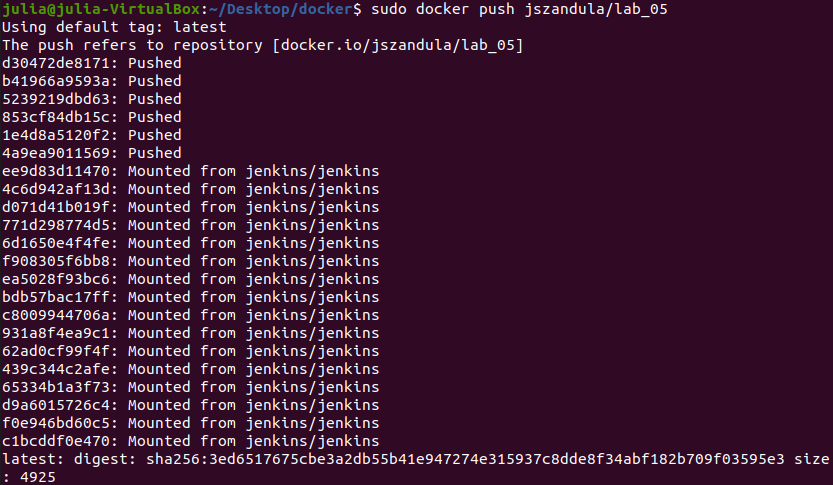 julia@julia-VirtualBox:~/Desktop/docker$ sudo docker push jszandula/lab_05
Using default tag: latest
The push refers to repository [docker.io/jszandula/lab_05]
d30472de8171: Pushed
b41966a9593a: Pushed
5239219dbd63: Pushed
853cf84db15c: Pushed
1e4d8a5120f2: Pushed
4a9ea9011569: Pushed
ee9d83d11470: Mounted from jenkins/jenkins
4c6d942af13d: Mounted from jenkins/jenkins
d071d41b019f: Mounted from jenkins/jenkins
771d298774d5: Mounted from jenkins/jenkins
6d1650e4f4fe: Mounted from jenkins/jenkins
f908305f6bb8: Mounted from jenkins/jenkins
ea5028f93bc6: Mounted from jenkins/jenkins
bdb57bac17ff: Mounted from jenkins/jenkins
c8009944706a: Mounted from jenkins/jenkins
931a8f4ea9c1: Mounted from jenkins/jenkins
62ad0cf99f4f: Mounted from jenkins/jenkins
439c344c2afe: Mounted from jenkins/jenkins
65334b1a3f73: Mounted from jenkins/jenkins
d9a6015726c4: Mounted from jenkins/jenkins
f0e946bd60c5: Mounted from jenkins/jenkins
c1bcddf0e470: Mounted from jenkins/jenkins
latest: digest: sha256:3ed6517675cbe3a2db55b41e947274e315937c8dde8f34abf182b709f03595e3 size
: 4925